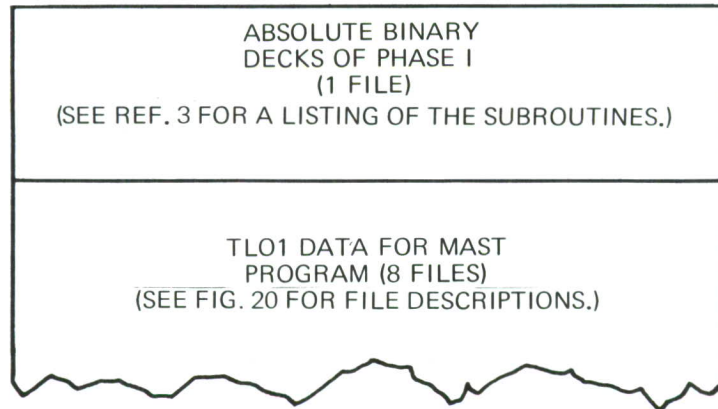 ABSOLUTE BINARY
DECKS OF PHASE I
(1 FILE)
(SEE REF. 3 FOR A LISTING OF THE SUBROUTINES.)
TLO1 DATA FOR MAST
PROGRAM (8 FILES)
(SEE FIG. 20 FOR FILE DESCRIPTIONS.)